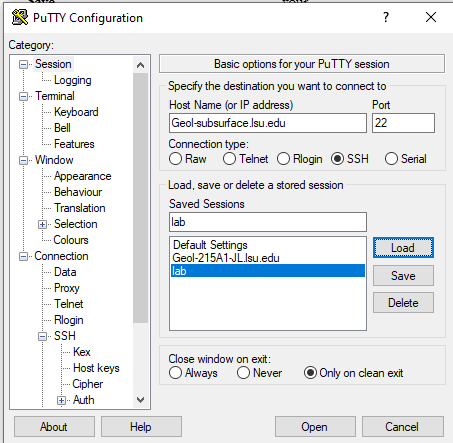 PuTTY Configuration
Category:
Session
Logging
Terminal
Keyboard
Bell
Features
Window
Appearance
Behaviour
Translation
Selection
Colours
Connection
Data
Proxy
Telnet
Rlogin
SSH
Kex
Host keys
Cipher
Auth
Basic options for your PuTTY session
Specify the destination you want to connect to
Host Name (or IP address) Port
Geol-subsurface.lsu.edu 22
Connection type:
Raw Telnet Rlogin SSH Serial
Load, save or delete a stored session
Saved Sessions
lab
Default Settings
Geol-215A1-JL.lsu.edu
lab
Load
Save
Delete
Close window on exit:
Always Never Only on clean exit
About Help Open Cancel